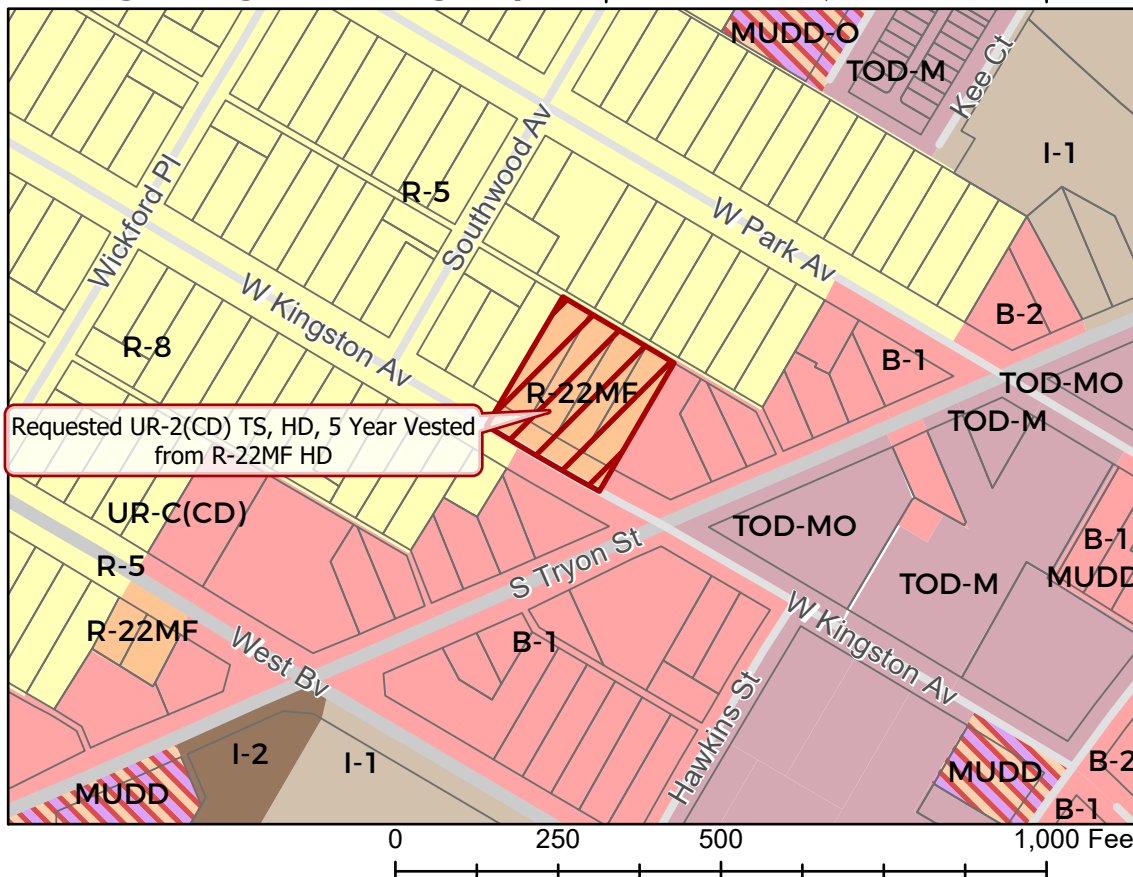 MUDD-O
TOD-M
Kee Ct
I-1
R-5
Southwood Av
Wickford Pl
W Park Av
W Kingston Av
B-2
R-8
B-1
TOD-MO
R-22MF
TOD-M
Requested UR-2(CD) TS, HD, 5 Year Vested
from R-22MF HD
UR-C(CD)
TOD-MO
B-1
R-5
S Tryon St
TOD-M
MUDD
R-22MF
W Kingston Av
West Bv
B-1
Hawkins St
I-2
I-1
B-2
MUDD
MUDD
B-1
0 250 500 1,000 Fee